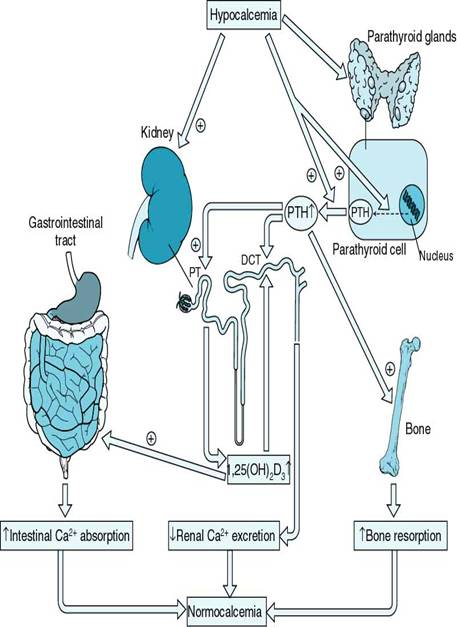 Hypocalcemia
Parathyroid glands
Kidney
+
+
+
PTH↑
PTH
Nucleus
Parathyroid cell
Gastrointestinal
tract
+
PT
DCT
+
Bone
+
1,25(OH)₂D₃↑
↑Intestinal Ca²⁺ absorption
↓Renal Ca²⁺ excretion
↑Bone resorption
Normocalcemia